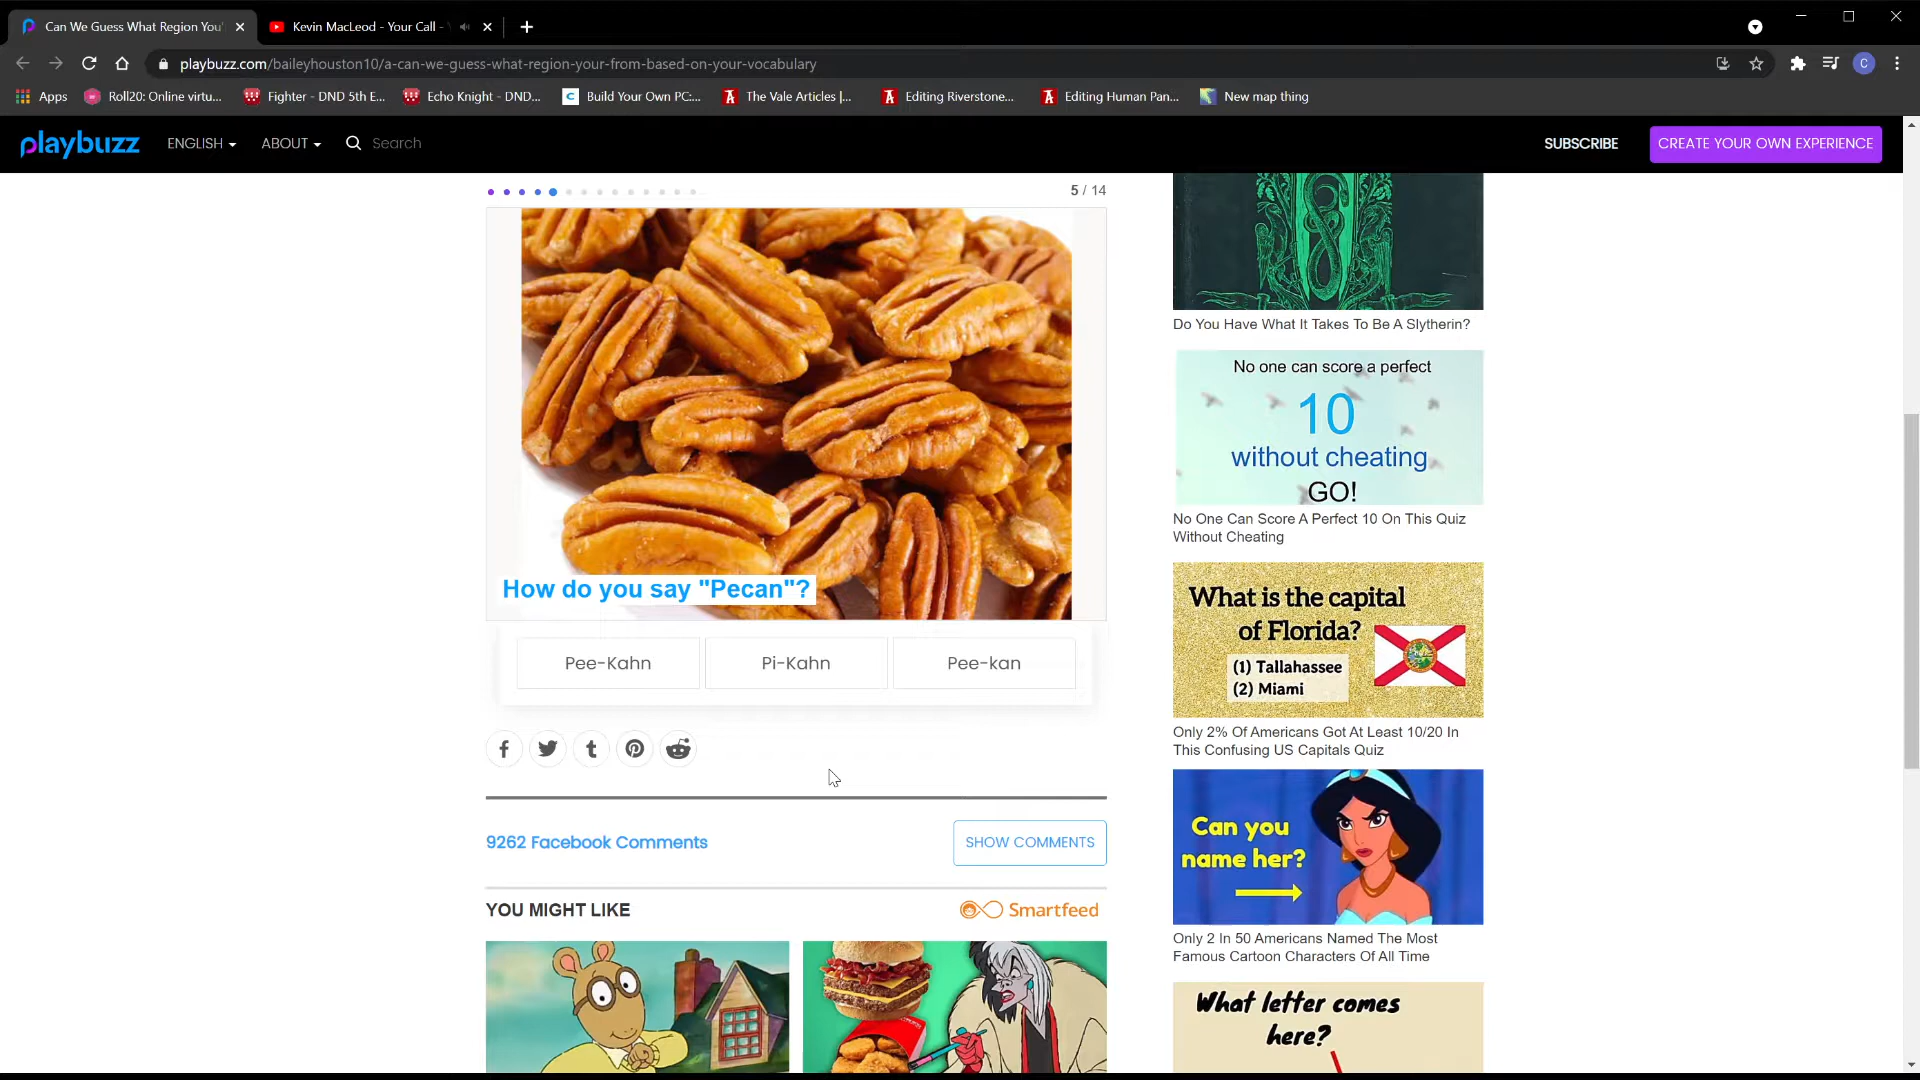 Can We Guess What Region You'
Kevin MacLeod - Your Call -
playbuzz.com/baileyhouston10/a-can-we-guess-what-region-your-from-based-on-your-vocabulary
C
Apps
Roll20: Online virtu...
Fighter - DND 5th E...
Echo Knight - DND...
Build Your Own PC:...
The Vale Articles |...
Editing Riverstone...
Editing Human Pan...
New map thing
playbuzz
ENGLISH
ABOUT
Search
SUBSCRIBE
CREATE YOUR OWN EXPERIENCE
5 / 14
How do you say "Pecan"?
Pee-Kahn
Pi-Kahn
Pee-kan
9262 Facebook Comments
SHOW COMMENTS
YOU MIGHT LIKE
Smartfeed
Do You Have What It Takes To Be A Slytherin?
No one can score a perfect
10
without cheating
GO!
No One Can Score A Perfect 10 On This Quiz
Without Cheating
What is the capital
of Florida?
(1) Tallahassee
(2) Miami
Only 2% Of Americans Got At Least 10/20 In
This Confusing US Capitals Quiz
Can you
name her?
Only 2 In 50 Americans Named The Most
Famous Cartoon Characters Of All Time
What letter comes
here?